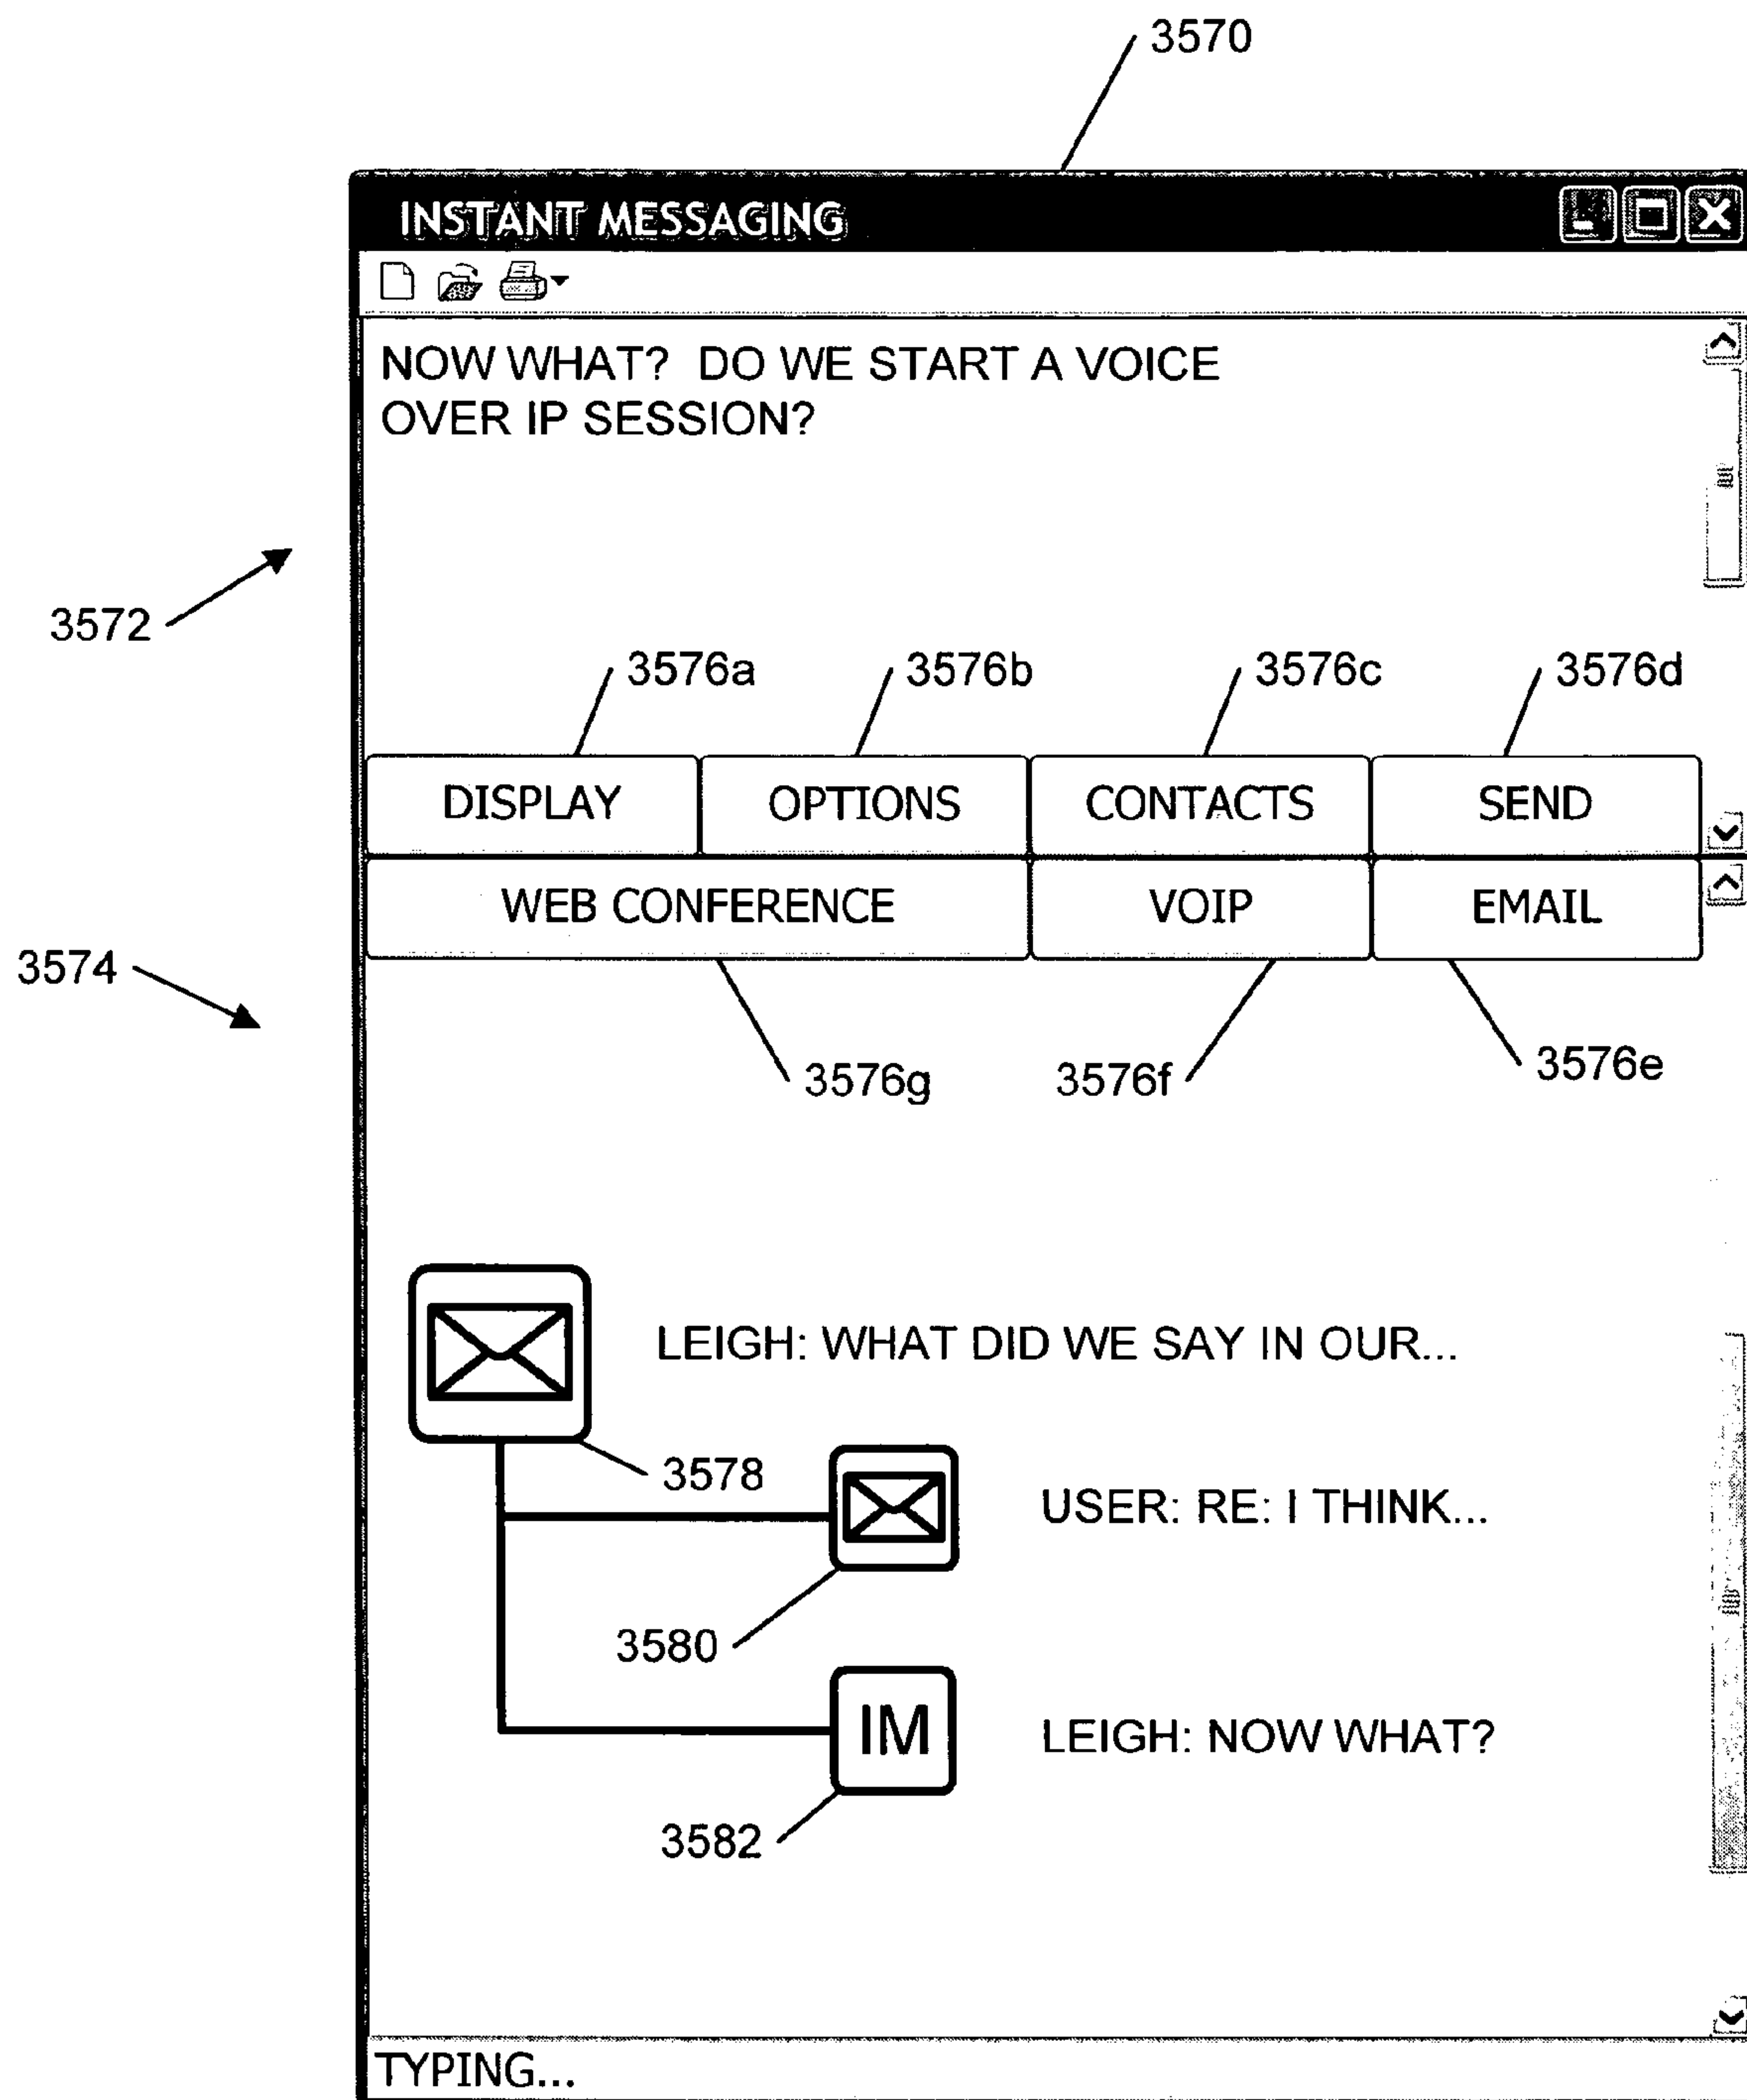 3570
INSTANT MESSAGING
NOW WHAT? DO WE START A VOICE
OVER IP SESSION?
3572
3576a 3576b 3576c 3576d
DISPLAY OPTIONS CONTACTS SEND
WEB CONFERENCE VOIP EMAIL
3574
3576g 3576f 3576e
LEIGH: WHAT DID WE SAY IN OUR...
3578
USER: RE: I THINK...
3580
IM LEIGH: NOW WHAT?
3582
TYPING...